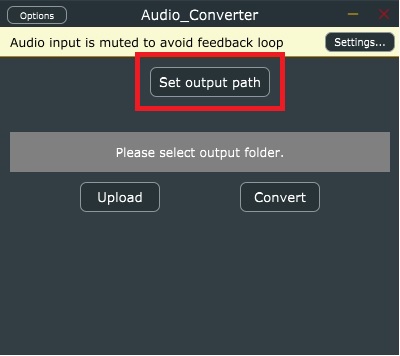 Options
Audio_Converter
Audio input is muted to avoid feedback loop
Settings...
Set output path
Please select output folder.
Upload
Convert